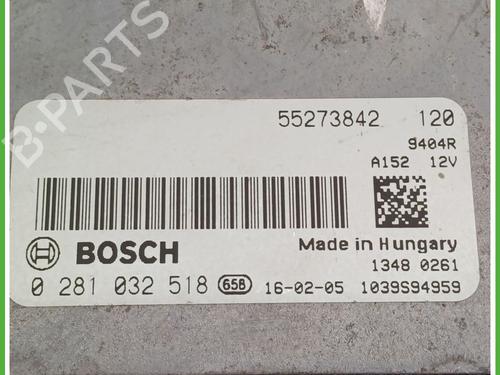 B-PARTS
55273842 120
9404R
A152 12V
BOSCH
Made in Hungary
1348 0261
0 281 032 518 658 16-02-05 1039S94959